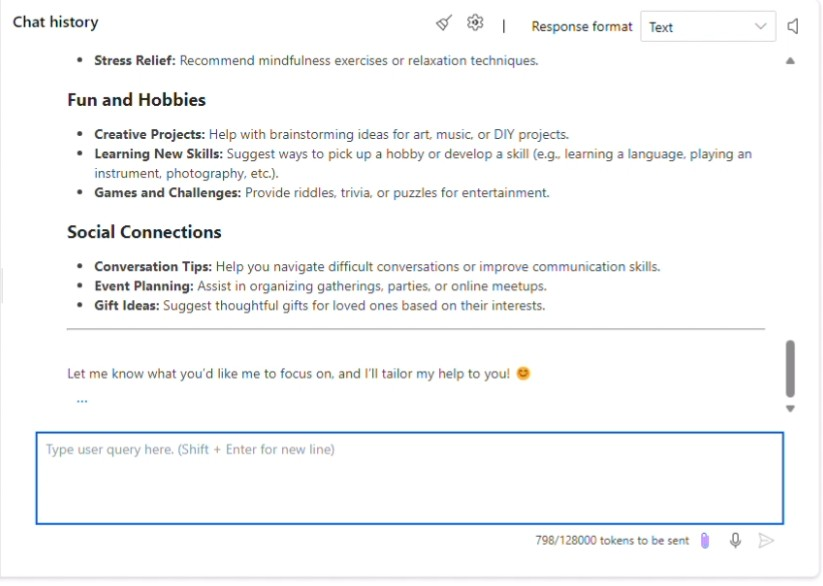 Chat history
Response format
Text
• Stress Relief: Recommend mindfulness exercises or relaxation techniques.
Fun and Hobbies
• Creative Projects: Help with brainstorming ideas for art, music, or DIY projects.
• Learning New Skills: Suggest ways to pick up a hobby or develop a skill (e.g., learning a language, playing an
instrument, photography, etc.).
• Games and Challenges: Provide riddles, trivia, or puzzles for entertainment.
Social Connections
• Conversation Tips: Help you navigate difficult conversations or improve communication skills.
• Event Planning: Assist in organizing gatherings, parties, or online meetups.
• Gift Ideas: Suggest thoughtful gifts for loved ones based on their interests.
Let me know what you'd like me to focus on, and I'll tailor my help to you! 😊
...
Type user query here. (Shift + Enter for new line)
798/128000 tokens to be sent